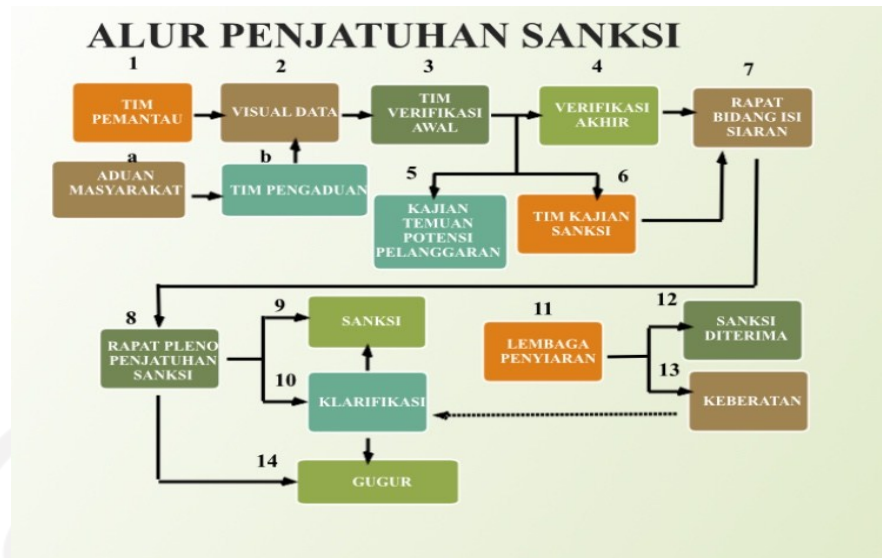 ALUR PENJATUHAN SANKSI
1
2
3
4
7
TIM
PEMANTAU
VISUAL DATA
TIM
VERIFIKASI
AWAL
VERIFIKASI
AKHIR
RAPAT
BIDANG ISI
SIARAN
a
b
ADUAN
MASYARAKAT
TIM PENGADUAN
5
6
KAJIAN
TEMUAN
POTENSI
PELANGGARAN
TIM KAJIAN
SANKSI
8
9
10
11
12
13
RAPAT PLENO
PENJATUHAN
SANKSI
SANKSI
KLARIFIKASI
LEMBAGA
PENYIARAN
SANKSI
DITERIMA
KEBERATAN
14
GUGUR